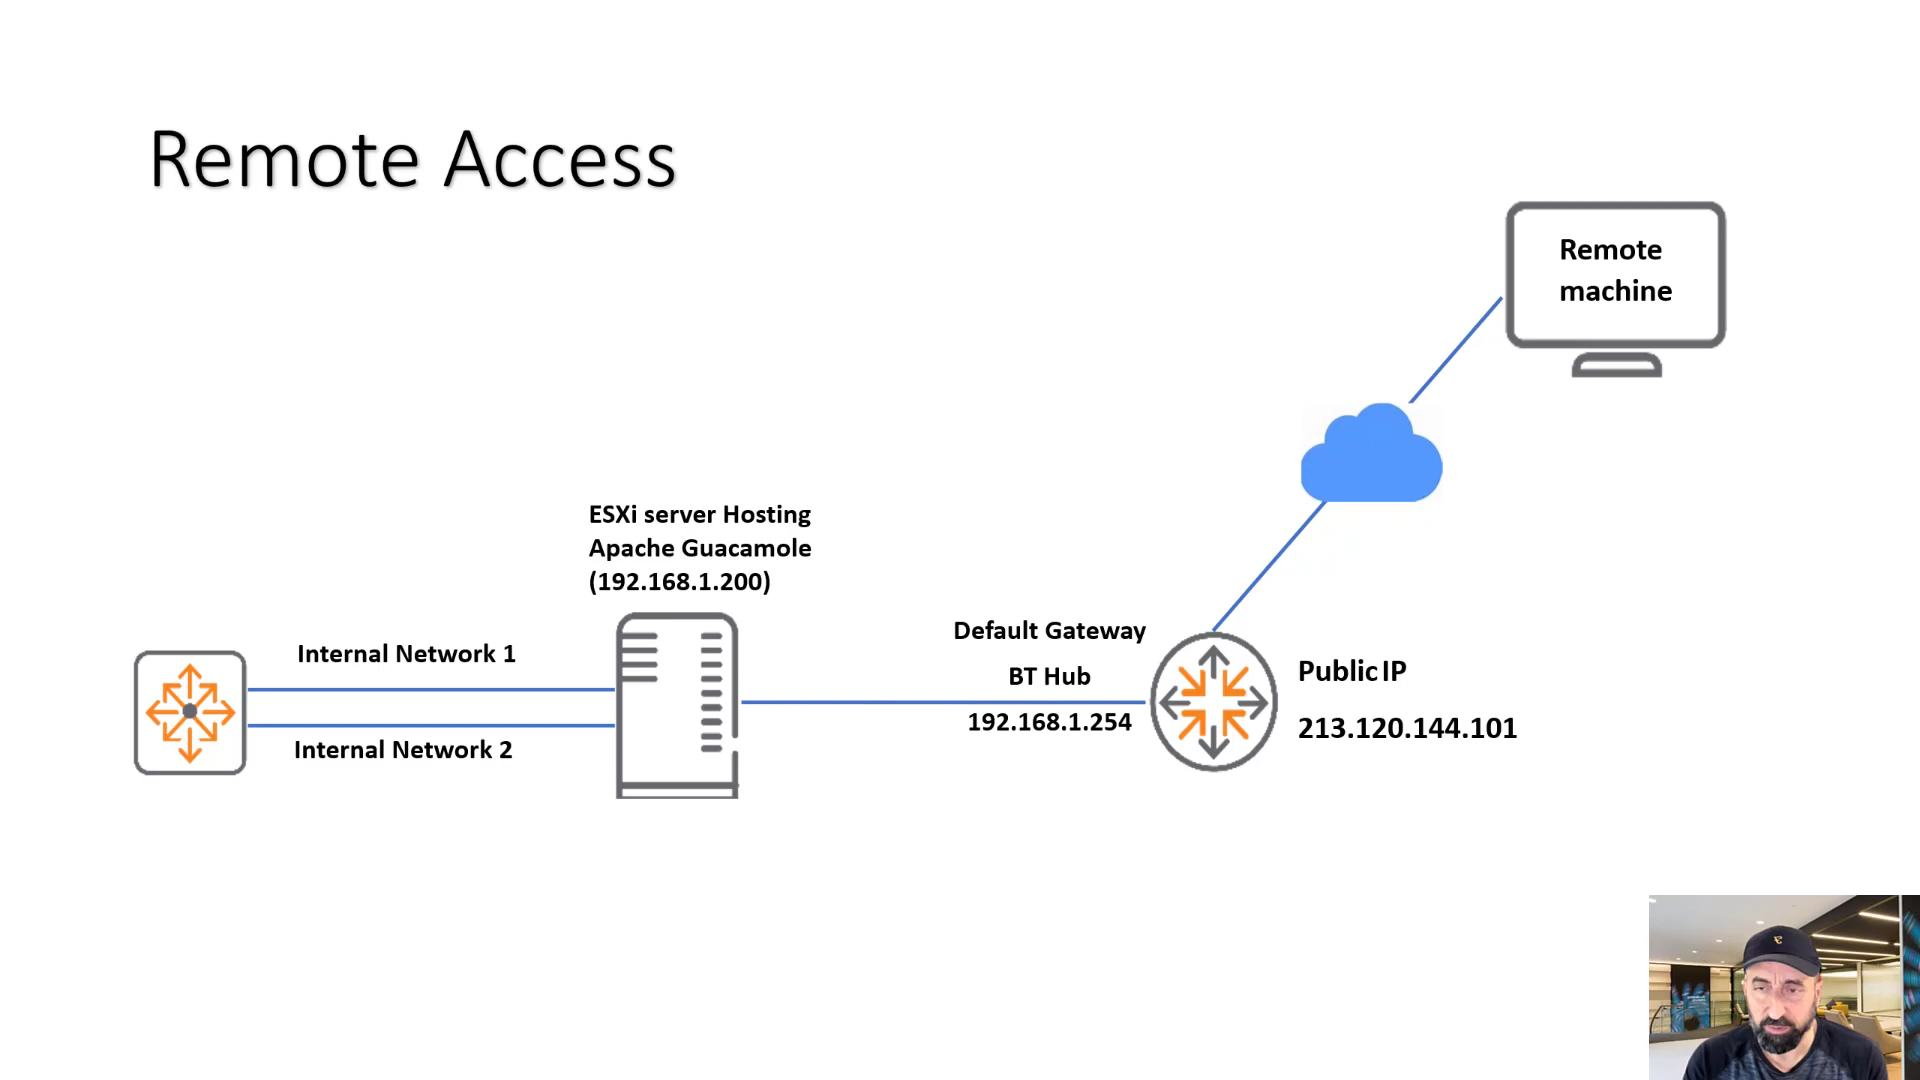 Remote Access
Remote
machine
ESXi server Hosting
Apache Guacamole
(192.168.1.200)
Internal Network 1
Internal Network 2
Default Gateway
BT Hub
192.168.1.254
Public IP
213.120.144.101